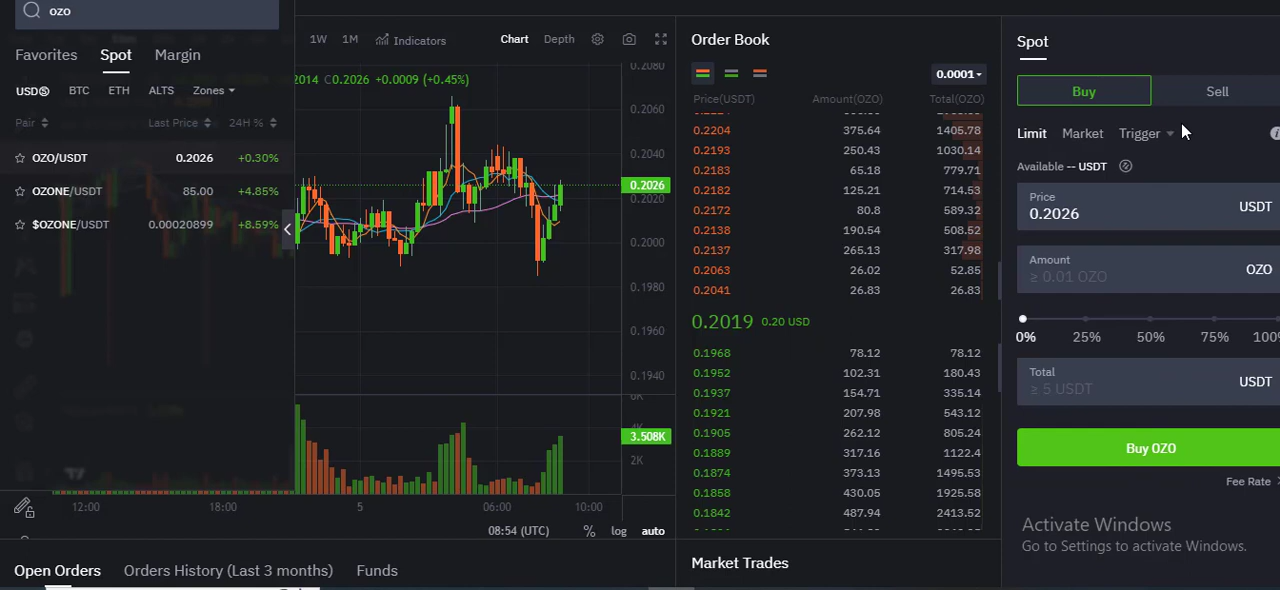 ozo
Favorites Spot Margin
USDⓈ BTC ETH ALTS Zones
Pair Last Price 24H %
OZO/USDT 0.2026 +0.30%
OZONE/USDT 85.00 +4.85%
$OZONE/USDT 0.00020899 +8.59%
1W 1M Indicators Chart Depth
2014 C0.2026 +0.0009 (+0.45%)
0.2080
0.2060
0.2040
0.2026
0.2020
0.2000
0.1980
0.1960
0.1940
6K
4K
3.508K
2K
12:00 18:00 5 06:00 10:00
08:54 (UTC) % log auto
Order Book
0.0001
Price(USDT) Amount(OZO) Total(OZO)
0.2204 375.64 1405.78
0.2193 250.43 1030.14
0.2183 65.18 779.71
0.2182 125.21 714.53
0.2172 80.8 589.32
0.2138 190.54 508.52
0.2137 265.13 317.98
0.2063 26.02 52.85
0.2041 26.83 26.83
0.2019 0.20 USD
0.1968 78.12 78.12
0.1952 102.31 180.43
0.1937 154.71 335.14
0.1921 207.98 543.12
0.1905 262.12 805.24
0.1889 317.16 1122.4
0.1874 373.13 1495.53
0.1858 430.05 1925.58
0.1842 487.94 2413.52
Market Trades
Spot
Buy Sell
Limit Market Trigger
Available -- USDT
Price
0.2026 USDT
Amount
≥ 0.01 OZO OZO
0% 25% 50% 75% 100%
Total
≥ 5 USDT USDT
Buy OZO
Fee Rate
Activate Windows
Go to Settings to activate Windows.
Open Orders Orders History (Last 3 months) Funds